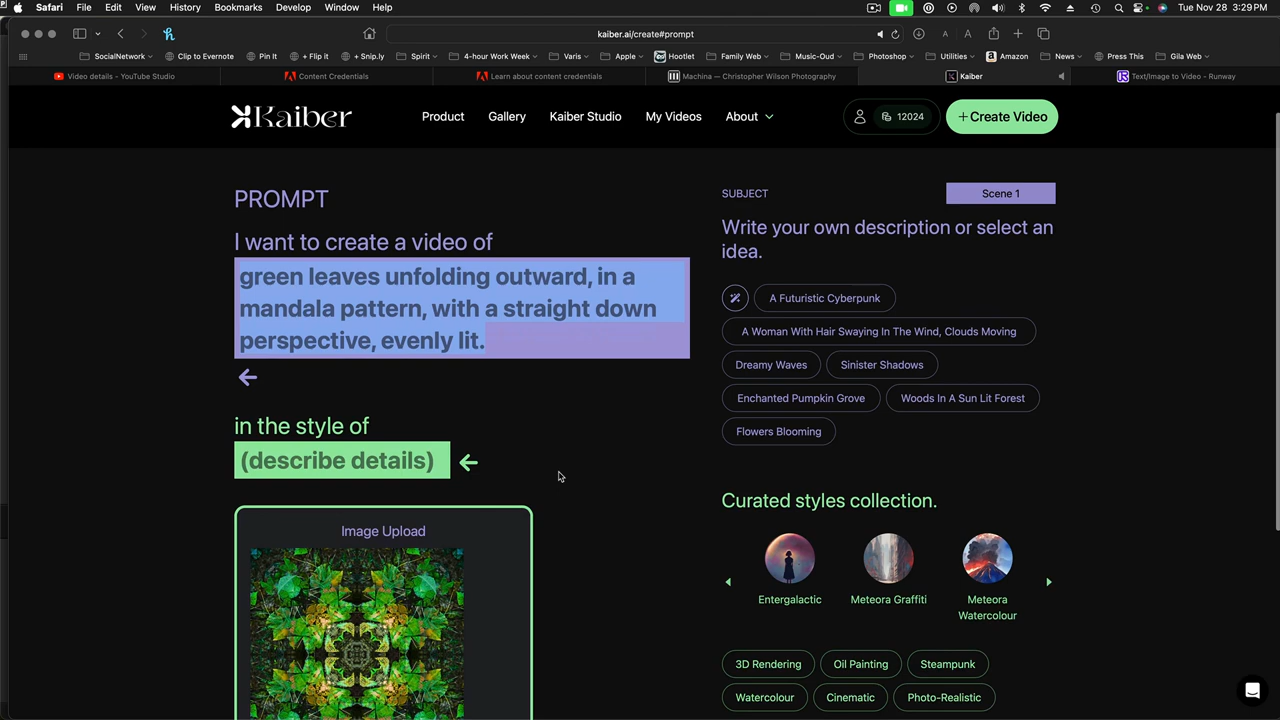 Safari File Edit View History Bookmarks Develop Window Help Tue Nov 28 3:29 PM
kaiber.ai/create#prompt
SocialNetwork Clip to Evernote Pin It + Flip it + Snip.ly Spirit 4-hour Work Week Varis Apple Hootlet Family Web Music-Oud Photoshop Utilities Amazon News Press This Gila Web
Video details - YouTube Studio Content Credentials Learn about content credentials Machina — Christopher Wilson Photography Kaiber Text/Image to Video - Runway
Kaiber Product Gallery Kaiber Studio My Videos About 12024 +Create Video
PROMPT
I want to create a video of
green leaves unfolding outward, in a
mandala pattern, with a straight down
perspective, evenly lit.
in the style of
(describe details)
Image Upload
SUBJECT Scene 1
Write your own description or select an
idea.
A Futuristic Cyberpunk
A Woman With Hair Swaying In The Wind, Clouds Moving
Dreamy Waves Sinister Shadows
Enchanted Pumpkin Grove Woods In A Sun Lit Forest
Flowers Blooming
Curated styles collection.
Entergalactic Meteora Graffiti Meteora
Watercolour
3D Rendering Oil Painting Steampunk
Watercolour Cinematic Photo-Realistic